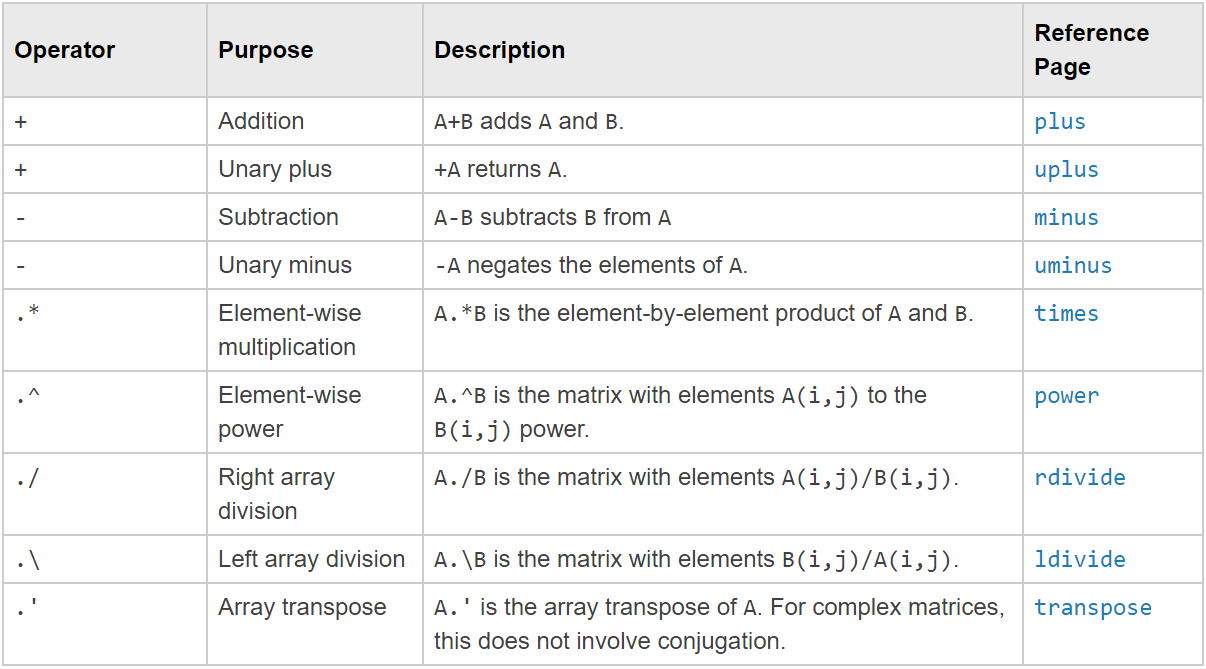 Operator Purpose Description Reference Page
+ Addition A+B adds A and B. plus
+ Unary plus +A returns A. uplus
- Subtraction A-B subtracts B from A minus
- Unary minus -A negates the elements of A. uminus
.* Element-wise multiplication A.*B is the element-by-element product of A and B. times
.^ Element-wise power A.^B is the matrix with elements A(i,j) to the B(i,j) power. power
./ Right array division A./B is the matrix with elements A(i,j)/B(i,j). rdivide
.\ Left array division A.\B is the matrix with elements B(i,j)/A(i,j). ldivide
.' Array transpose A.' is the array transpose of A. For complex matrices, this does not involve conjugation. transpose